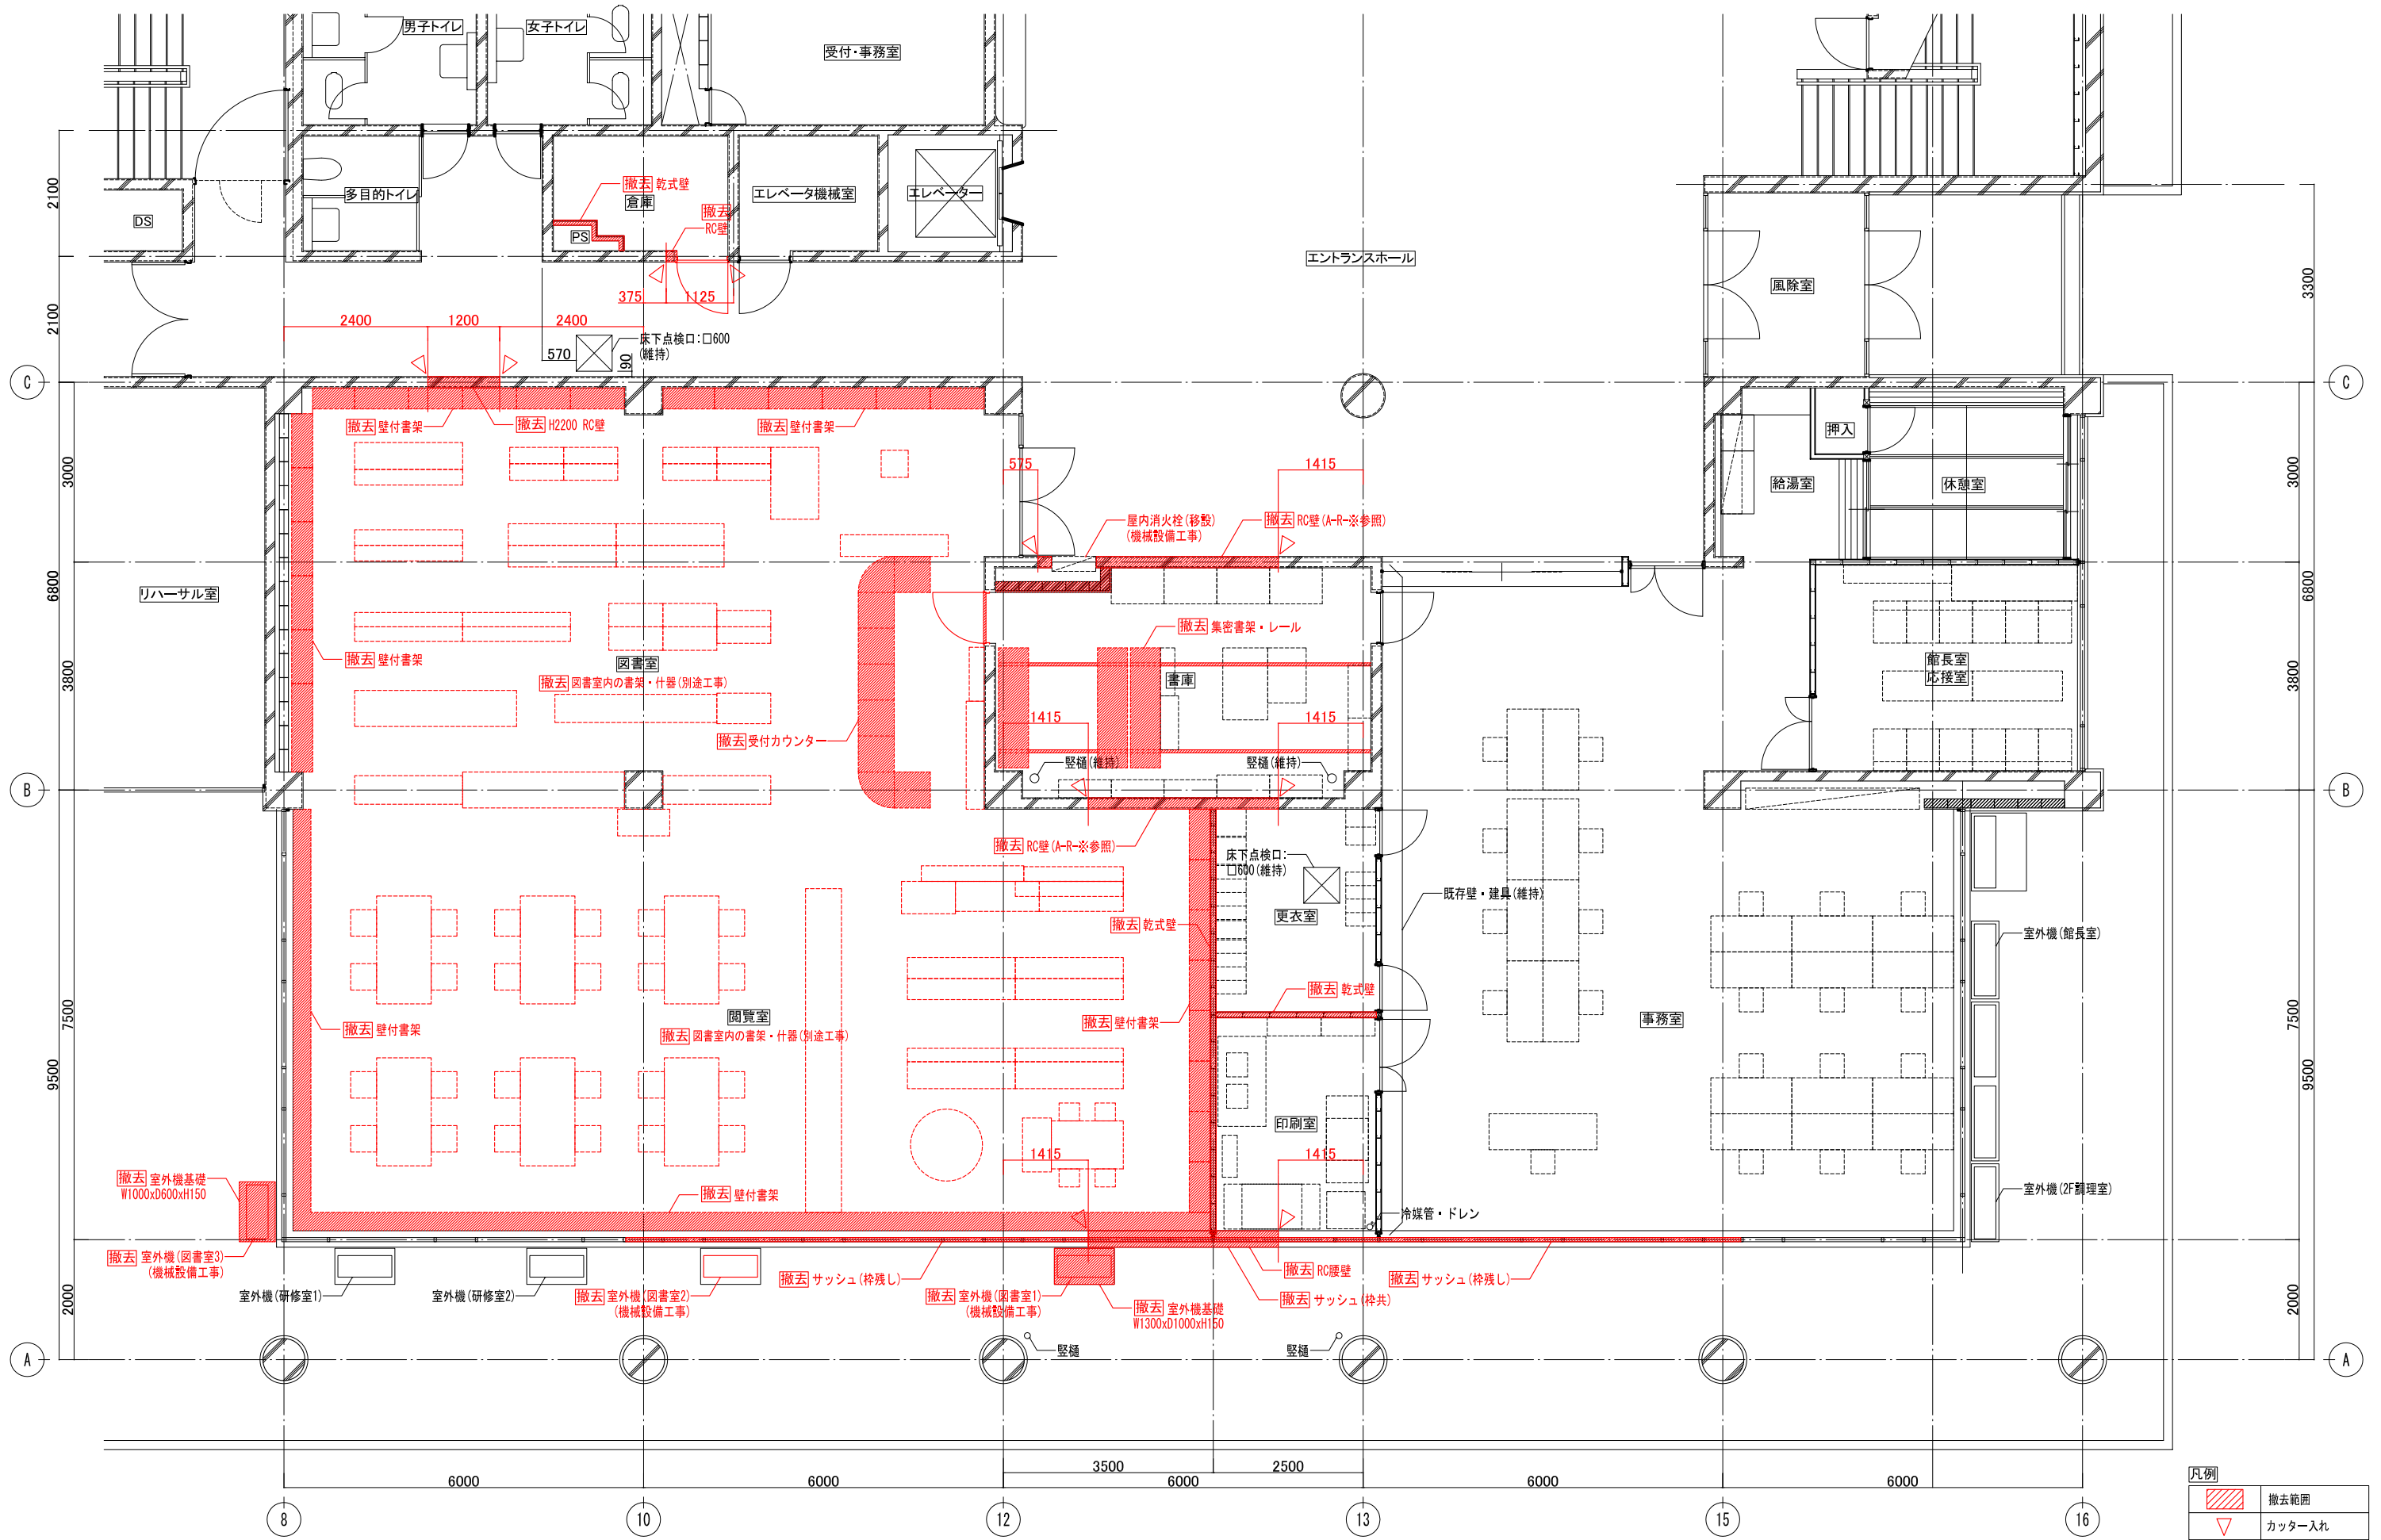 男子トイレ
女子トイレ
受付・事務室
多目的トイレ
撤去 乾式壁
倉庫
撤去
RC壁
PS
エレベータ機械室
エレベーター
DS
エントランスホール
風除室
2100
2100
3300
375
1125
2400
1200
2400
570
90
床下点検口：□600
(維持)
C
C
撤去 壁付書架
撤去 H2200 RC壁
撤去 壁付書架
押入
給湯室
休憩室
575
1415
3000
3000
屋内消火栓(移設)
(機械設備工事)
撤去 RC壁(A-R-※参照)
6800
6800
リハーサル室
撤去 集密書架・レール
撤去 壁付書架
図書室
撤去 図書室内の書架・什器(別途工事)
書庫
館長室
応接室
3800
3800
1415
1415
撤去 受付カウンター
竪樋(維持)
竪樋(維持)
B
B
撤去 RC壁(A-R-※参照)
床下点検口：
□600(維持)
既存壁・建具(維持)
更衣室
撤去 乾式壁
室外機(館長室)
撤去 乾式壁
閲覧室
撤去 図書室内の書架・什器(別途工事)
撤去 壁付書架
撤去 壁付書架
事務室
7500
7500
9500
9500
印刷室
1415
1415
撤去 室外機基礎
W1000xD600xH150
撤去 壁付書架
室外機(2F調理室)
冷媒管・ドレン
撤去 室外機(図書室3)
(機械設備工事)
撤去 サッシュ(枠残し)
撤去 RC腰壁
撤去 サッシュ(枠残し)
室外機(研修室1)
室外機(研修室2)
撤去 室外機(図書室2)
(機械設備工事)
撤去 室外機(図書室1)
(機械設備工事)
撤去 サッシュ(枠共)
撤去 室外機基礎
W1300xD1000xH150
2000
2000
竪樋
竪樋
A
A
3500
2500
6000
6000
6000
6000
6000
8
10
12
13
15
16
凡例
撤去範囲
カッター入れ